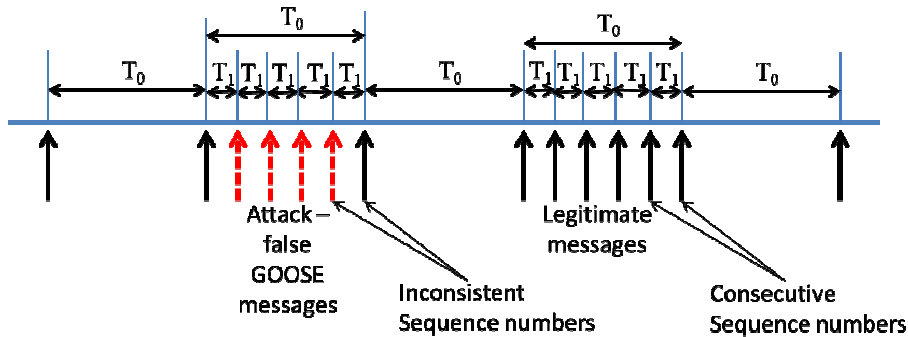 T0
T0
T0
T1
T1
T1
T1
T1
T0
T1
T1
T1
T1
T1
T0
Attack –
false
GOOSE
messages
Legitimate
messages
Inconsistent
Sequence numbers
Consecutive
Sequence numbers